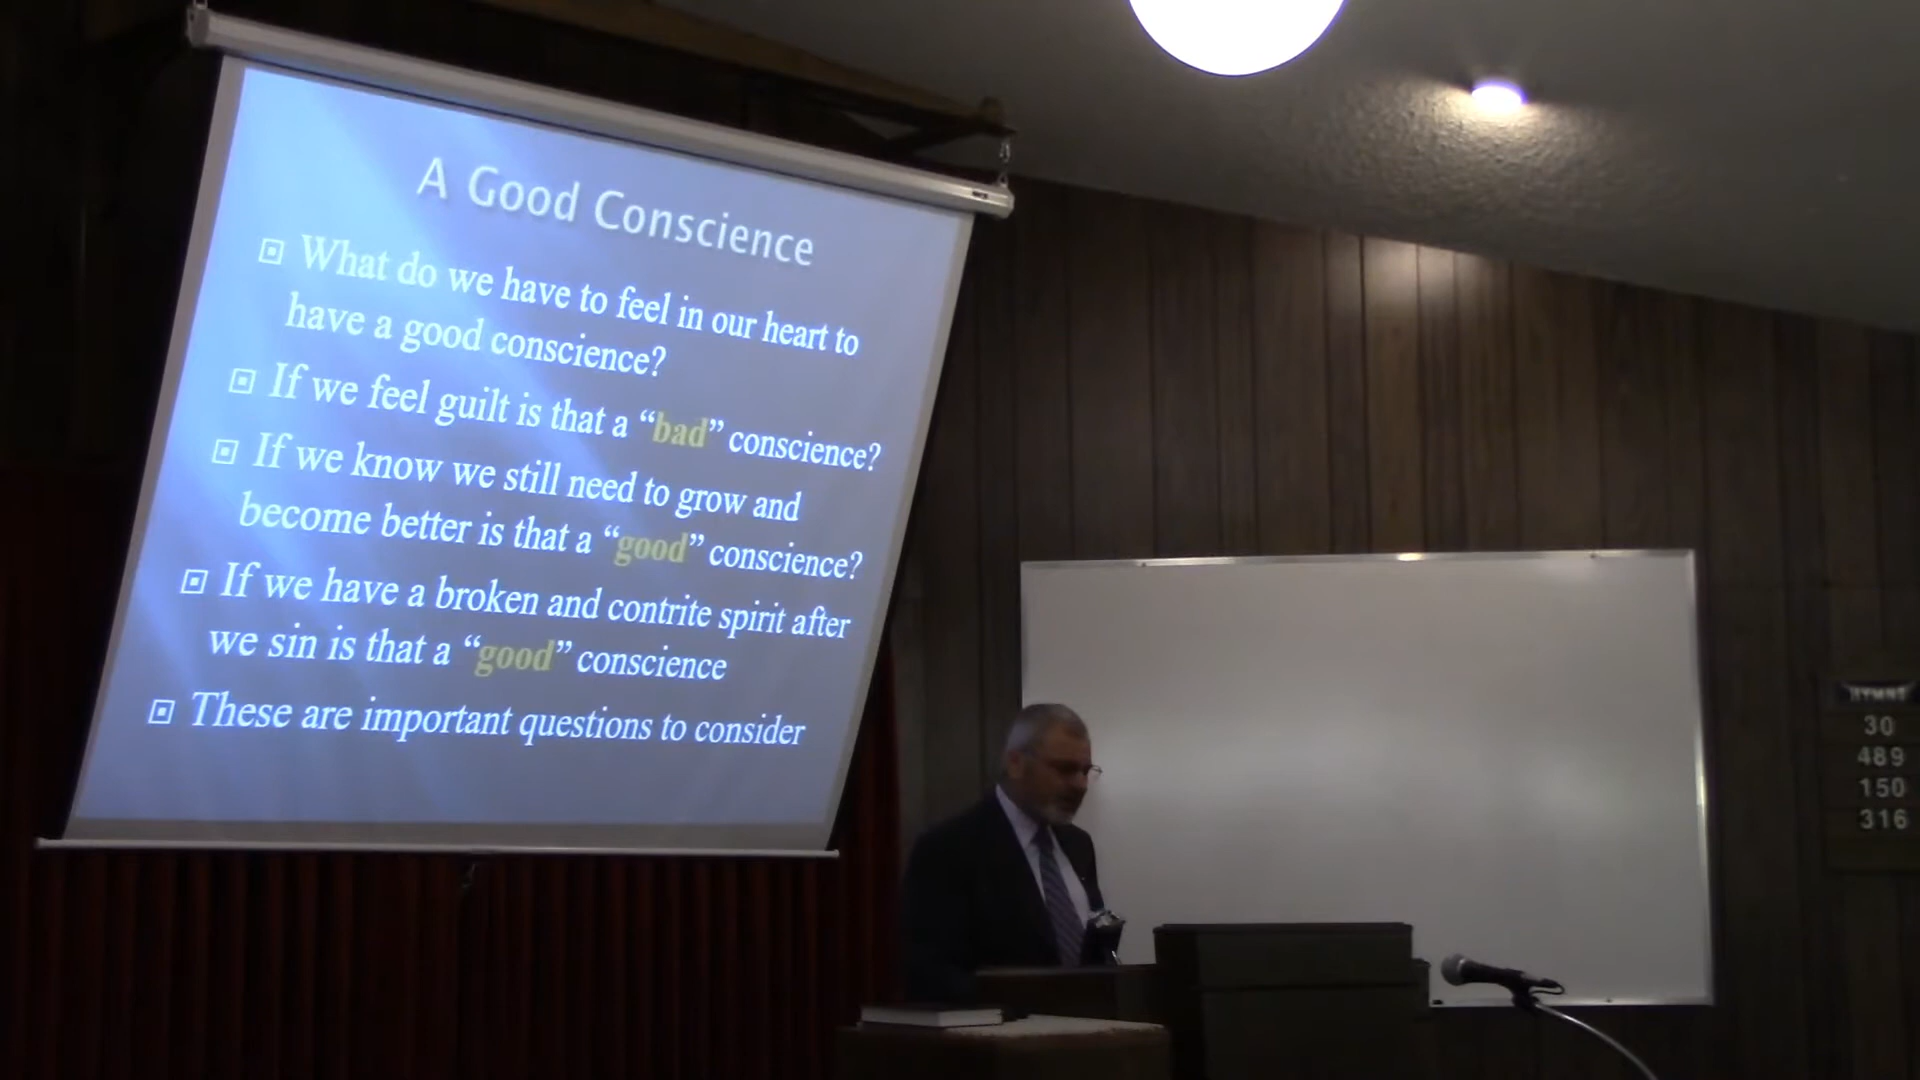 A Good Conscience
What do we have to feel in our heart to
have a good conscience?
If we feel guilt is that a “bad” conscience?
If we know we still need to grow and
become better is that a “good” conscience?
If we have a broken and contrite spirit after
we sin is that a “good” conscience
These are important questions to consider
HYMNS
30
489
150
316